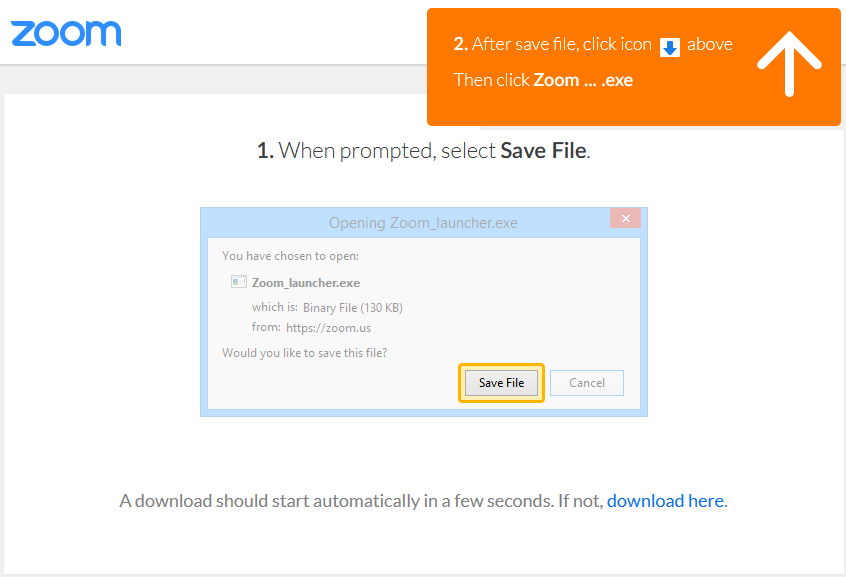 zoom
2. After save file, click icon above
Then click Zoom ... .exe
1. When prompted, select Save File.
Opening Zoom_launcher.exe
You have chosen to open:
Zoom_launcher.exe
which is: Binary File (130 KB)
from: https://zoom.us
Would you like to save this file?
Save File Cancel
A download should start automatically in a few seconds. If not, download here.